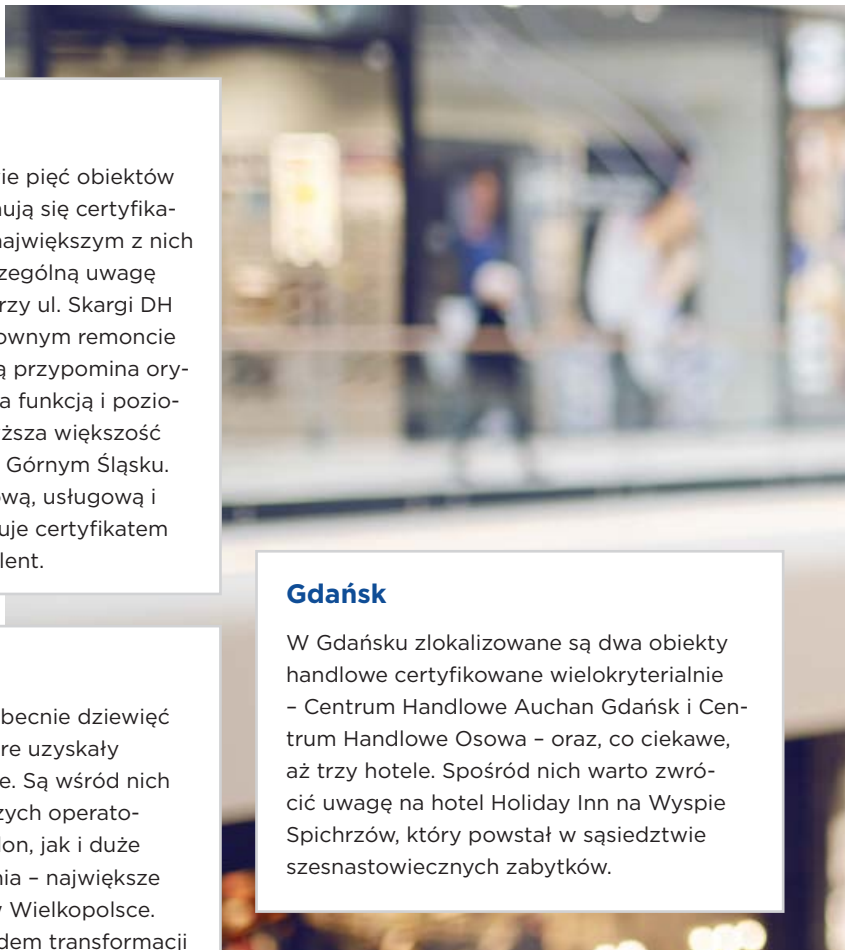 ie pięć obiektów
ują się certyfika-
największym z nich
zególną uwagę
rzy ul. Skargi DH
ownym remoncie
ą przypomina ory-
a funkcją i pozio-
ższa większość
Górnym Śląsku.
wą, usługową i
uje certyfikatem
lent.
becnie dziewięć
re uzyskały
e. Są wśród nich
zych operato-
lon, jak i duże
nia – największe
w Wielkopolsce.
dem transformacji
Gdańsk
W Gdańsku zlokalizowane są dwa obiekty
handlowe certyfikowane wielokryterialnie
– Centrum Handlowe Auchan Gdańsk i Cen-
trum Handlowe Osowa – oraz, co ciekawe,
aż trzy hotele. Spośród nich warto zwró-
cić uwagę na hotel Holiday Inn na Wyspie
Spichrzów, który powstał w sąsiedztwie
szesnastowiecznych zabytków.